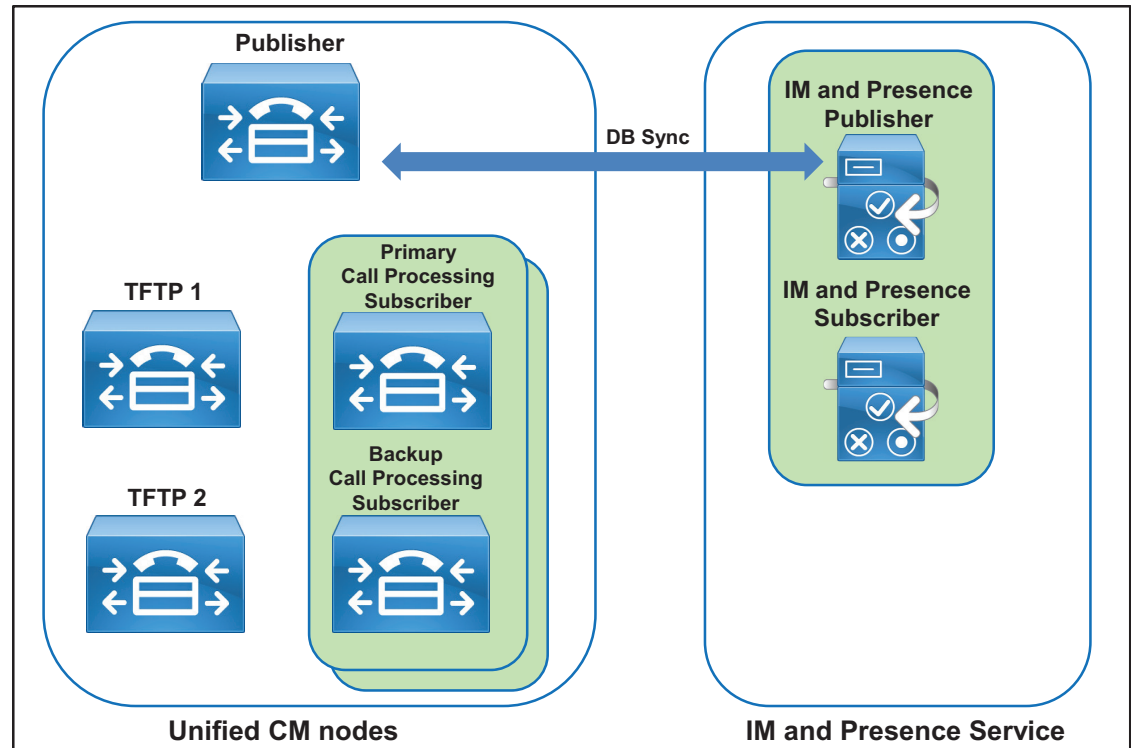 Publisher
DB Sync
IM and Presence
Publisher
Primary
Call Processing
Subscriber
TFTP 1
IM and Presence
Subscriber
Backup
Call Processing
Subscriber
TFTP 2
Unified CM nodes
IM and Presence Service